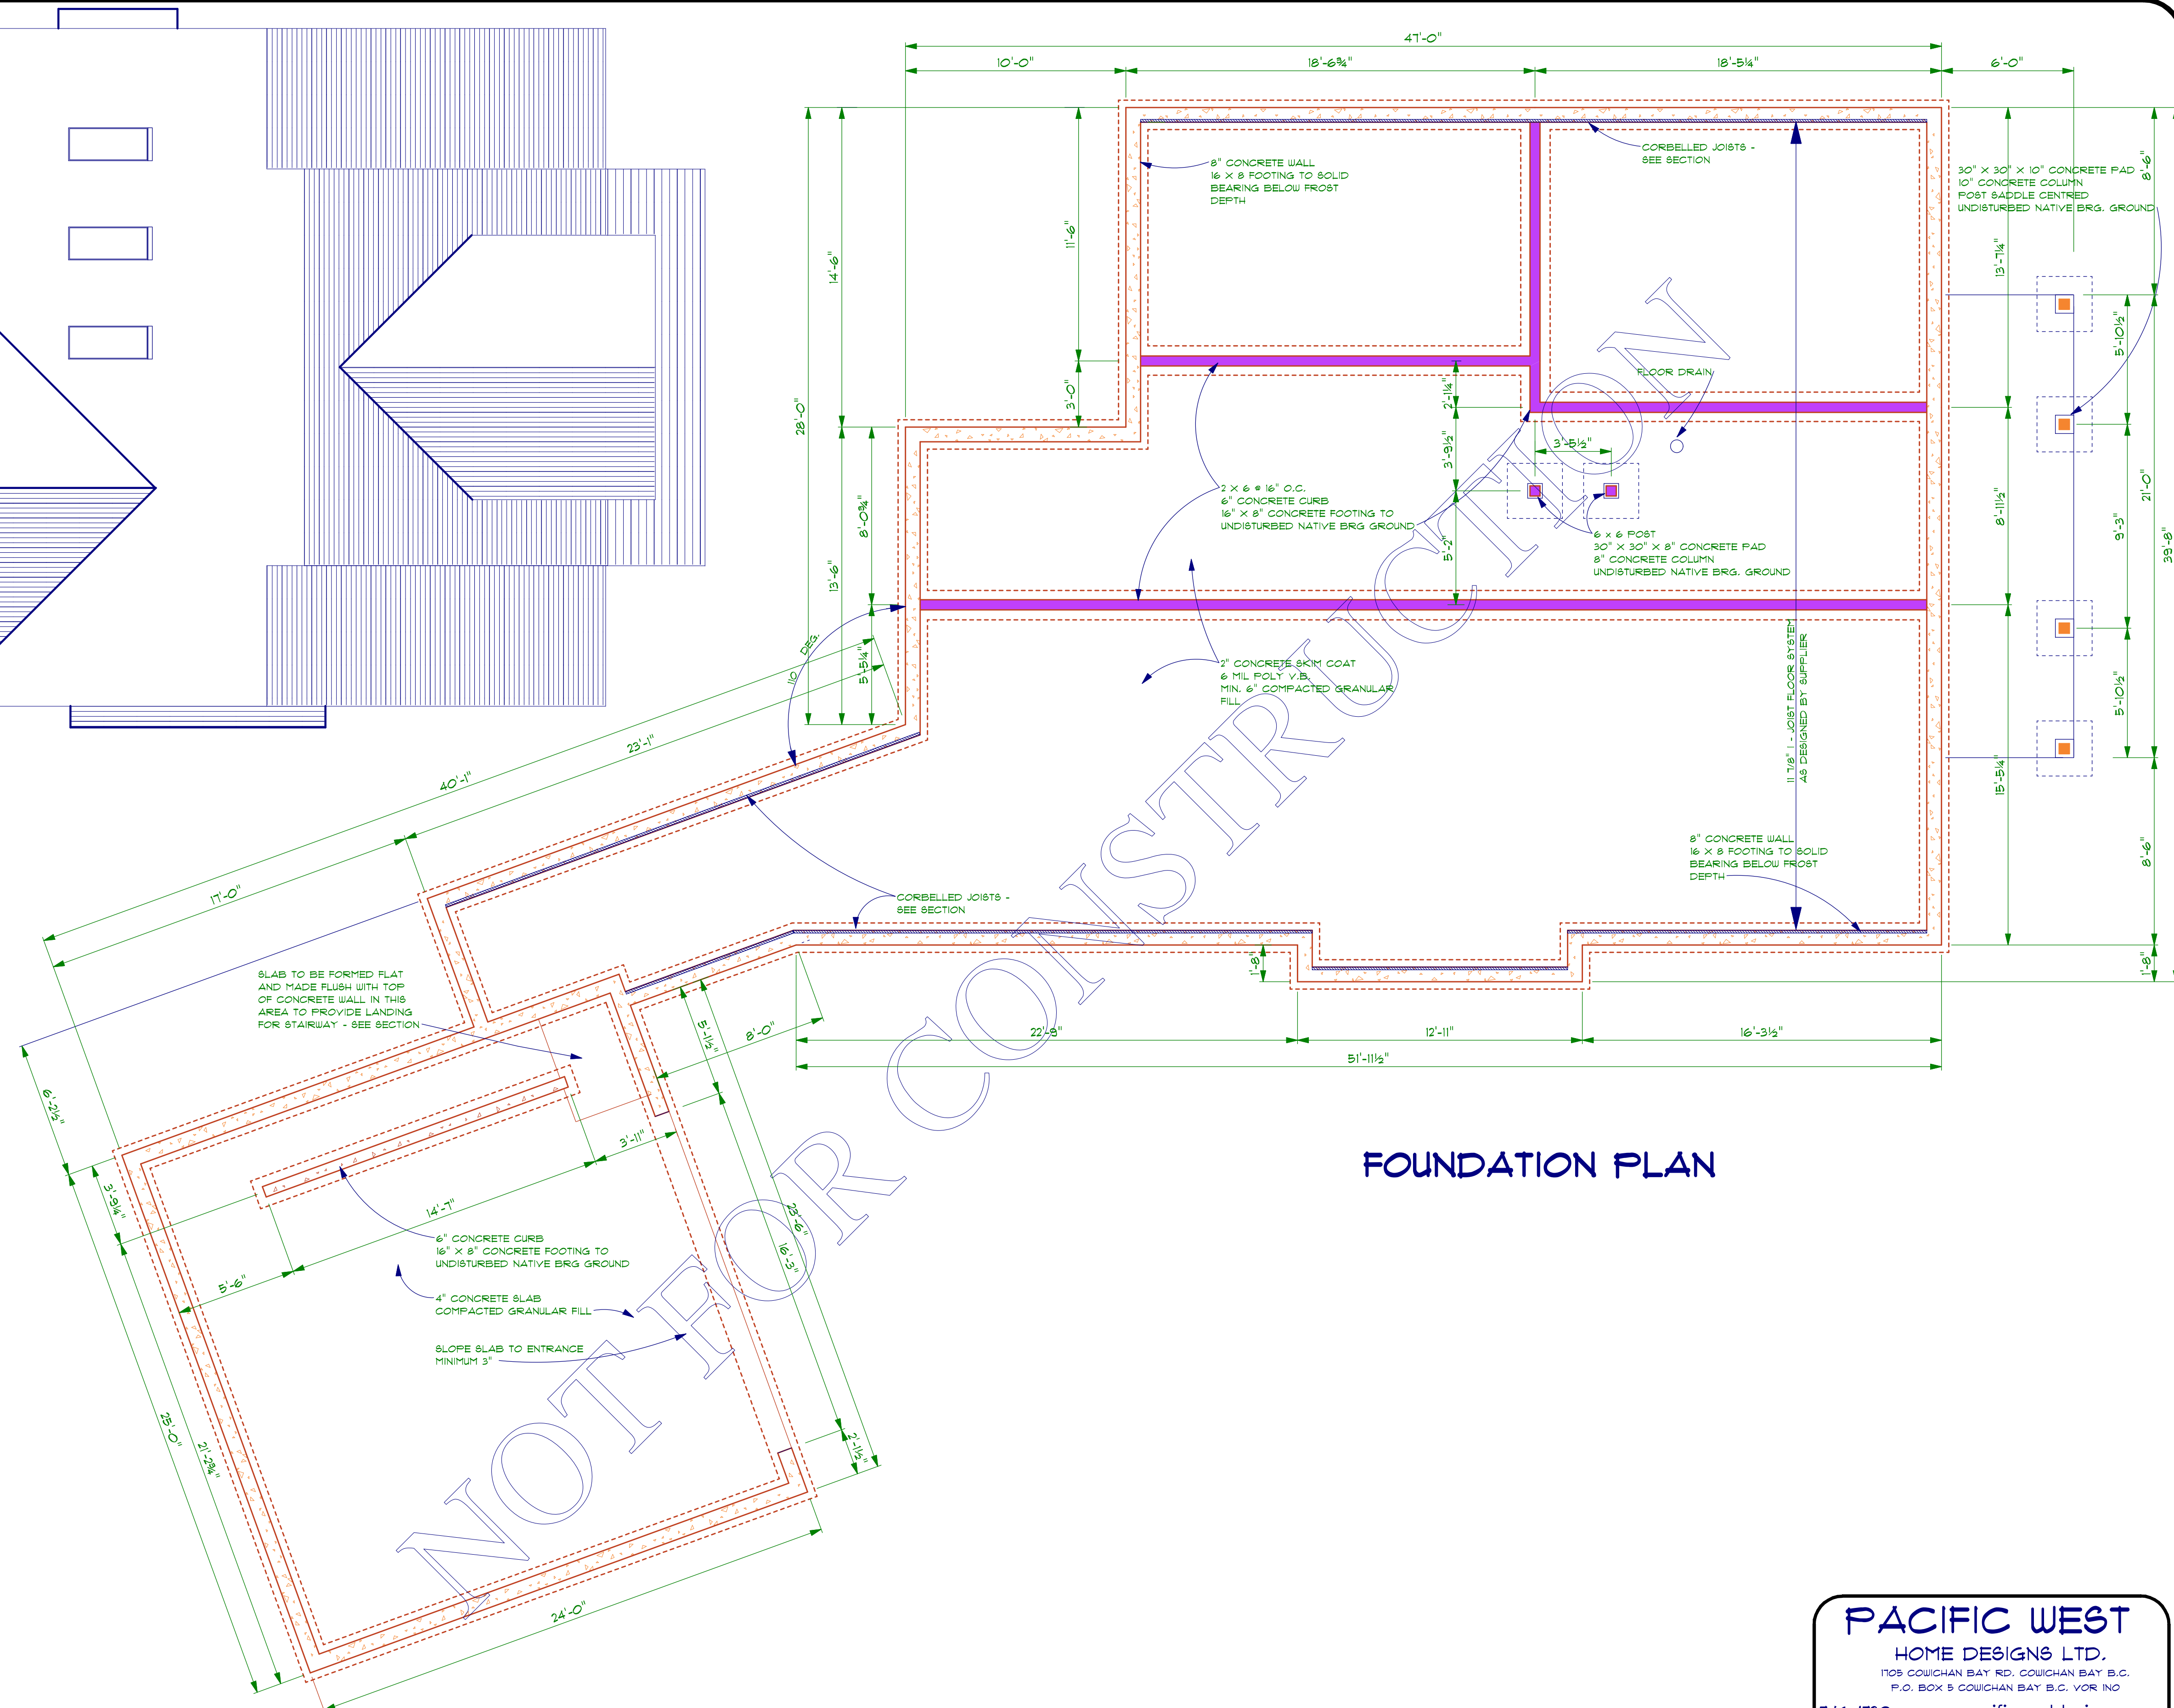 47'-0"
10'-0"
18'-6¾"
18'-5¼"
6'-0"
8" CONCRETE WALL
16 X 8 FOOTING TO SOLID
BEARING BELOW FROST
DEPTH
CORBELLED JOISTS -
SEE SECTION
30" X 30" X 10" CONCRETE PAD
10" CONCRETE COLUMN
POST SADDLE CENTRED
UNDISTURBED NATIVE BRG. GROUND
8'-6"
11'-6"
14'-6"
13'-7¼"
28'-0"
3'-0"
2'-1¼"
FLOOR DRAIN
5'-10½"
3'-9½"
3'-5½"
8'-0¾"
13'-6"
2 X 6 @ 16" O.C.
6" CONCRETE CURB
16" X 8" CONCRETE FOOTING TO
UNDISTURBED NATIVE BRG GROUND
8'-11½"
9'-3"
21'-0"
39'-8"
5'-2"
6 x 6 POST
30" X 30" X 8" CONCRETE PAD
8" CONCRETE COLUMN
UNDISTURBED NATIVE BRG. GROUND
110 DEG.
5'-5¼"
2" CONCRETE SKIM COAT
6 MIL POLY V.B.
MIN. 6" COMPACTED GRANULAR
FILL
11 7/8" I - JOIST FLOOR SYSTEM
AS DESIGNED BY SUPPLIER
5'-10½"
15'-5¼"
23'-1"
40'-1"
17'-0"
8" CONCRETE WALL
16 X 8 FOOTING TO SOLID
BEARING BELOW FROST
DEPTH
8'-6"
CORBELLED JOISTS -
SEE SECTION
1'-8"
1'-8"
SLAB TO BE FORMED FLAT
AND MADE FLUSH WITH TOP
OF CONCRETE WALL IN THIS
AREA TO PROVIDE LANDING
FOR STAIRWAY - SEE SECTION
5'-1½"
8'-0"
22'-9"
12'-11"
16'-3½"
51'-11½"
6'-2½"
3'-11"
3'-9¼"
14'-7"
23'-6"
16'-3"
5'-6"
6" CONCRETE CURB
16" X 8" CONCRETE FOOTING TO
UNDISTURBED NATIVE BRG GROUND
4" CONCRETE SLAB
COMPACTED GRANULAR FILL
SLOPE SLAB TO ENTRANCE
MINIMUM 3"
25'-0"
21'-2¾"
2'-1½"
24'-0"
NOT FOR CONSTRUCTION
FOUNDATION PLAN
PACIFIC WEST
HOME DESIGNS LTD.
1705 COWICHAN BAY RD. COWICHAN BAY B.C.
P.O. BOX 5 COWICHAN BAY B.C. V0R 1N0